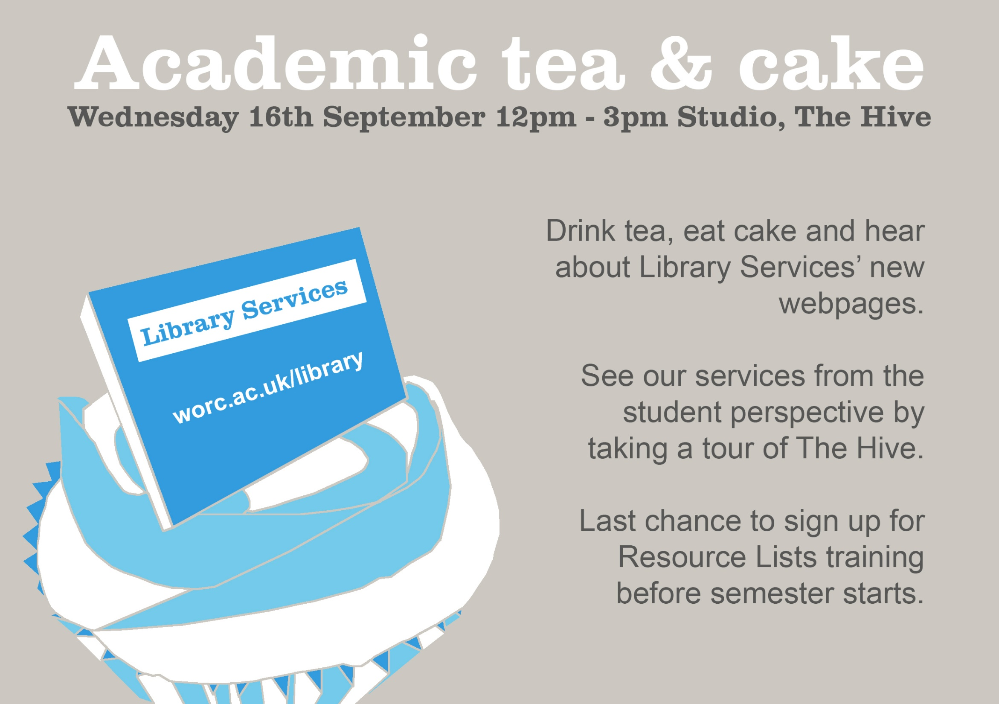 Academic tea & cake
Wednesday 16th September 12pm - 3pm Studio, The Hive
Drink tea, eat cake and hear
about Library Services’ new
webpages.
See our services from the
student perspective by
taking a tour of The Hive.
Last chance to sign up for
Resource Lists training
before semester starts.
Library Services
worc.ac.uk/library